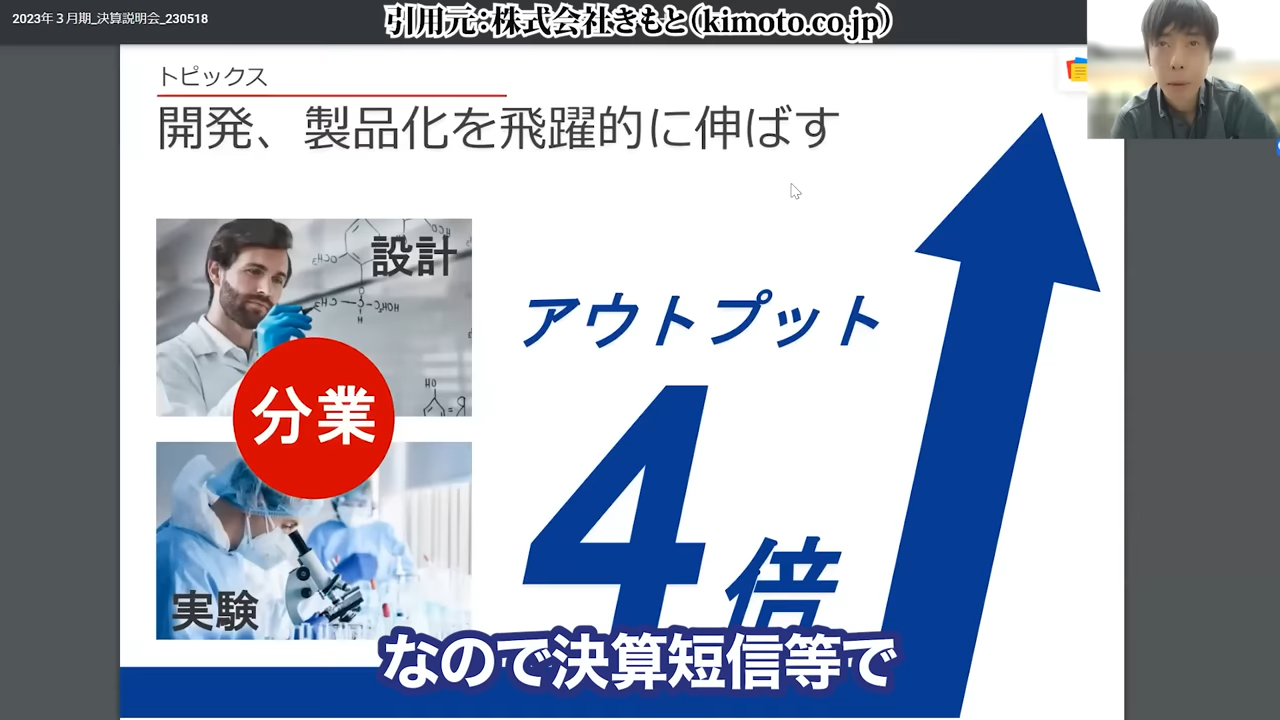 2023年３月期_決算説明会_230518
引用元：株式会社きもと（kimoto.co.jp）
トピックス
開発、製品化を飛躍的に伸ばす
設計
分業
実験
アウトプット
4倍
なので決算短信等で